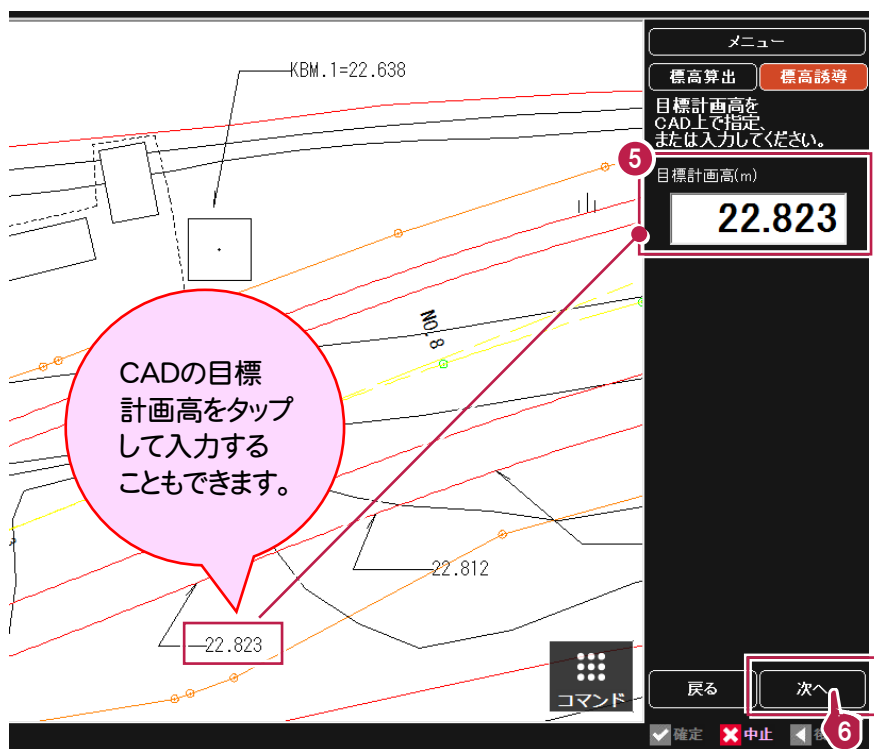 KBM.1=22.638
NO.8
CADの目標
計画高をタップ
して入力する
こともできます。
22.812
22.823
コマンド
メニュー
標高算出
標高誘導
目標計画高を
CAD上で指定、
または入力してください。
5
目標計画高(m)
22.823
戻る
次へ
6
確定
中止